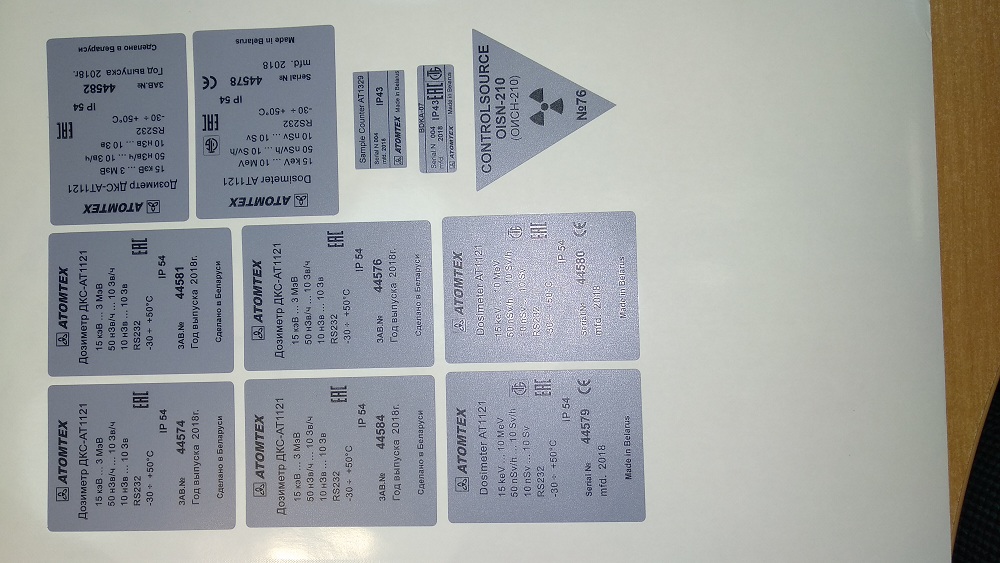 ATOMTEX
Дозиметр ДКС-АТ1121
15 кэВ ... 3 МэВ
50 нЗв/ч ... 10 Зв/ч
10 нЗв ... 10 Зв
RS232
-30 ÷ +50°C
EAC
IP 54
ЗАВ.№ 44582
Год выпуска 2018г.
Сделано в Беларуси
ATOMTEX
Dosimeter AT1121
15 keV ... 10 MeV
50 nSv/h ... 10 Sv/h
10 nSv ... 10 Sv
RS232
-30 ÷ +50°C
EAC
IP 54
Serial № 44578 CE
mfd. 2018
Made in Belarus
Sample Counter AT1329
Serial N 004 IP43
mfd. 2018
ATOMTEX Made in Belarus
BDKA-07
Serial N 004 IP43 EAC
mfd 2018
ATOMTEX Made in Belarus
CONTROLSOURCE
OISN-210
(ОИСН-210)
№76
ATOMTEX
Дозиметр ДКС-АТ1121
15 кэВ ... 3 МэВ
50 нЗв/ч ... 10 Зв/ч
10 нЗв ... 10 Зв
RS232
-30 ÷ +50°C
EAC
IP 54
ЗАВ.№ 44581
Год выпуска 2018г.
Сделано в Беларуси
ATOMTEX
Дозиметр ДКС-АТ1121
15 кэВ ... 3 МэВ
50 нЗв/ч ... 10 Зв/ч
10 нЗв ... 10 Зв
RS232
-30 ÷ +50°C
EAC
IP 54
ЗАВ.№ 44576
Год выпуска 2018г.
Сделано в Беларуси
ATOMTEX
Dosimeter AT1121
15 keV ... 10 MeV
50 nSv/h ... 10 Sv/h
10 nSv ... 10 Sv
RS232
-30 ÷ +50°C
EAC
IP 54
Serial № 44580 CE
mfd. 2018
Made in Belarus
ATOMTEX
Дозиметр ДКС-АТ1121
15 кэВ ... 3 МэВ
50 нЗв/ч ... 10 Зв/ч
10 нЗв ... 10 Зв
RS232
-30 ÷ +50°C
EAC
IP 54
ЗАВ.№ 44574
Год выпуска 2018г.
Сделано в Беларуси
ATOMTEX
Дозиметр ДКС-АТ1121
15 кэВ ... 3 МэВ
50 нЗв/ч ... 10 Зв/ч
10 нЗв ... 10 Зв
RS232
-30 ÷ +50°C
EAC
IP 54
ЗАВ.№ 44584
Год выпуска 2018г.
Сделано в Беларуси
ATOMTEX
Dosimeter AT1121
15 keV ... 10 MeV
50 nSv/h ... 10 Sv/h
10 nSv ... 10 Sv
RS232
-30 ÷ +50°C
EAC
IP 54
Serial № 44579 CE
mfd. 2018
Made in Belarus